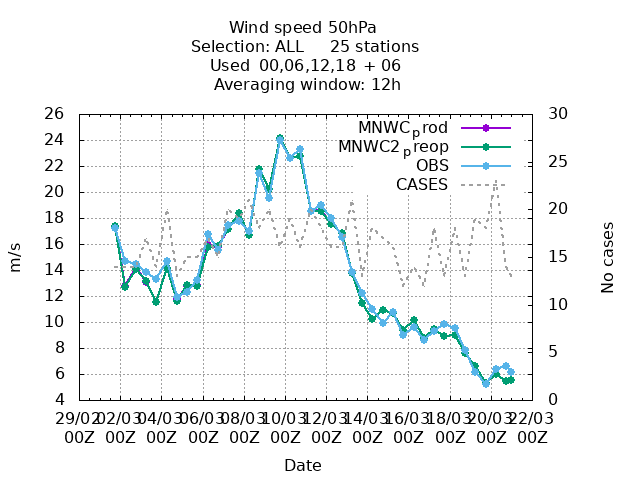 Wind speed 50hPa
Selection: ALL 25 stations
Used 00,06,12,18 + 06
Averaging window: 12h
26 30
24
22 25
20 20
18
16 15
14
12 10
10
8 5
6
4 0
MNWCprod
MNWC2preop
OBS
CASES
m/s
No cases
29/02 02/03 04/03 06/03 08/03 10/03 12/03 14/03 16/03 18/03 20/03 22/03
00Z 00Z 00Z 00Z 00Z 00Z 00Z 00Z 00Z 00Z 00Z 00Z
Date